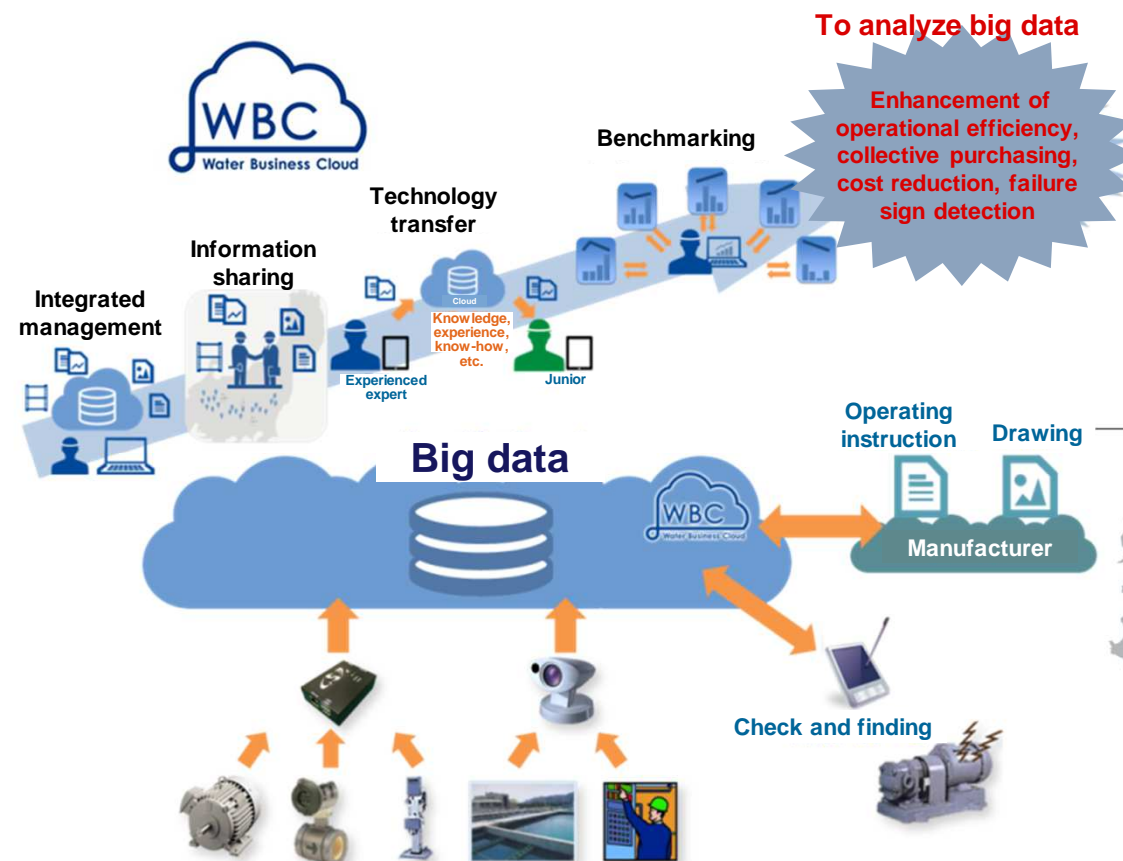 To analyze big data
Enhancement of
operational efficiency,
collective purchasing,
cost reduction, failure
sign detection
WBC
Water Business Cloud
Benchmarking
Technology
transfer
Information
sharing
Integrated
management
Cloud
Knowledge,
experience,
know-how,
etc.
Experienced
expert
Junior
Big data
WBC
Water Business Cloud
Operating
instruction
Drawing
Manufacturer
Check and finding